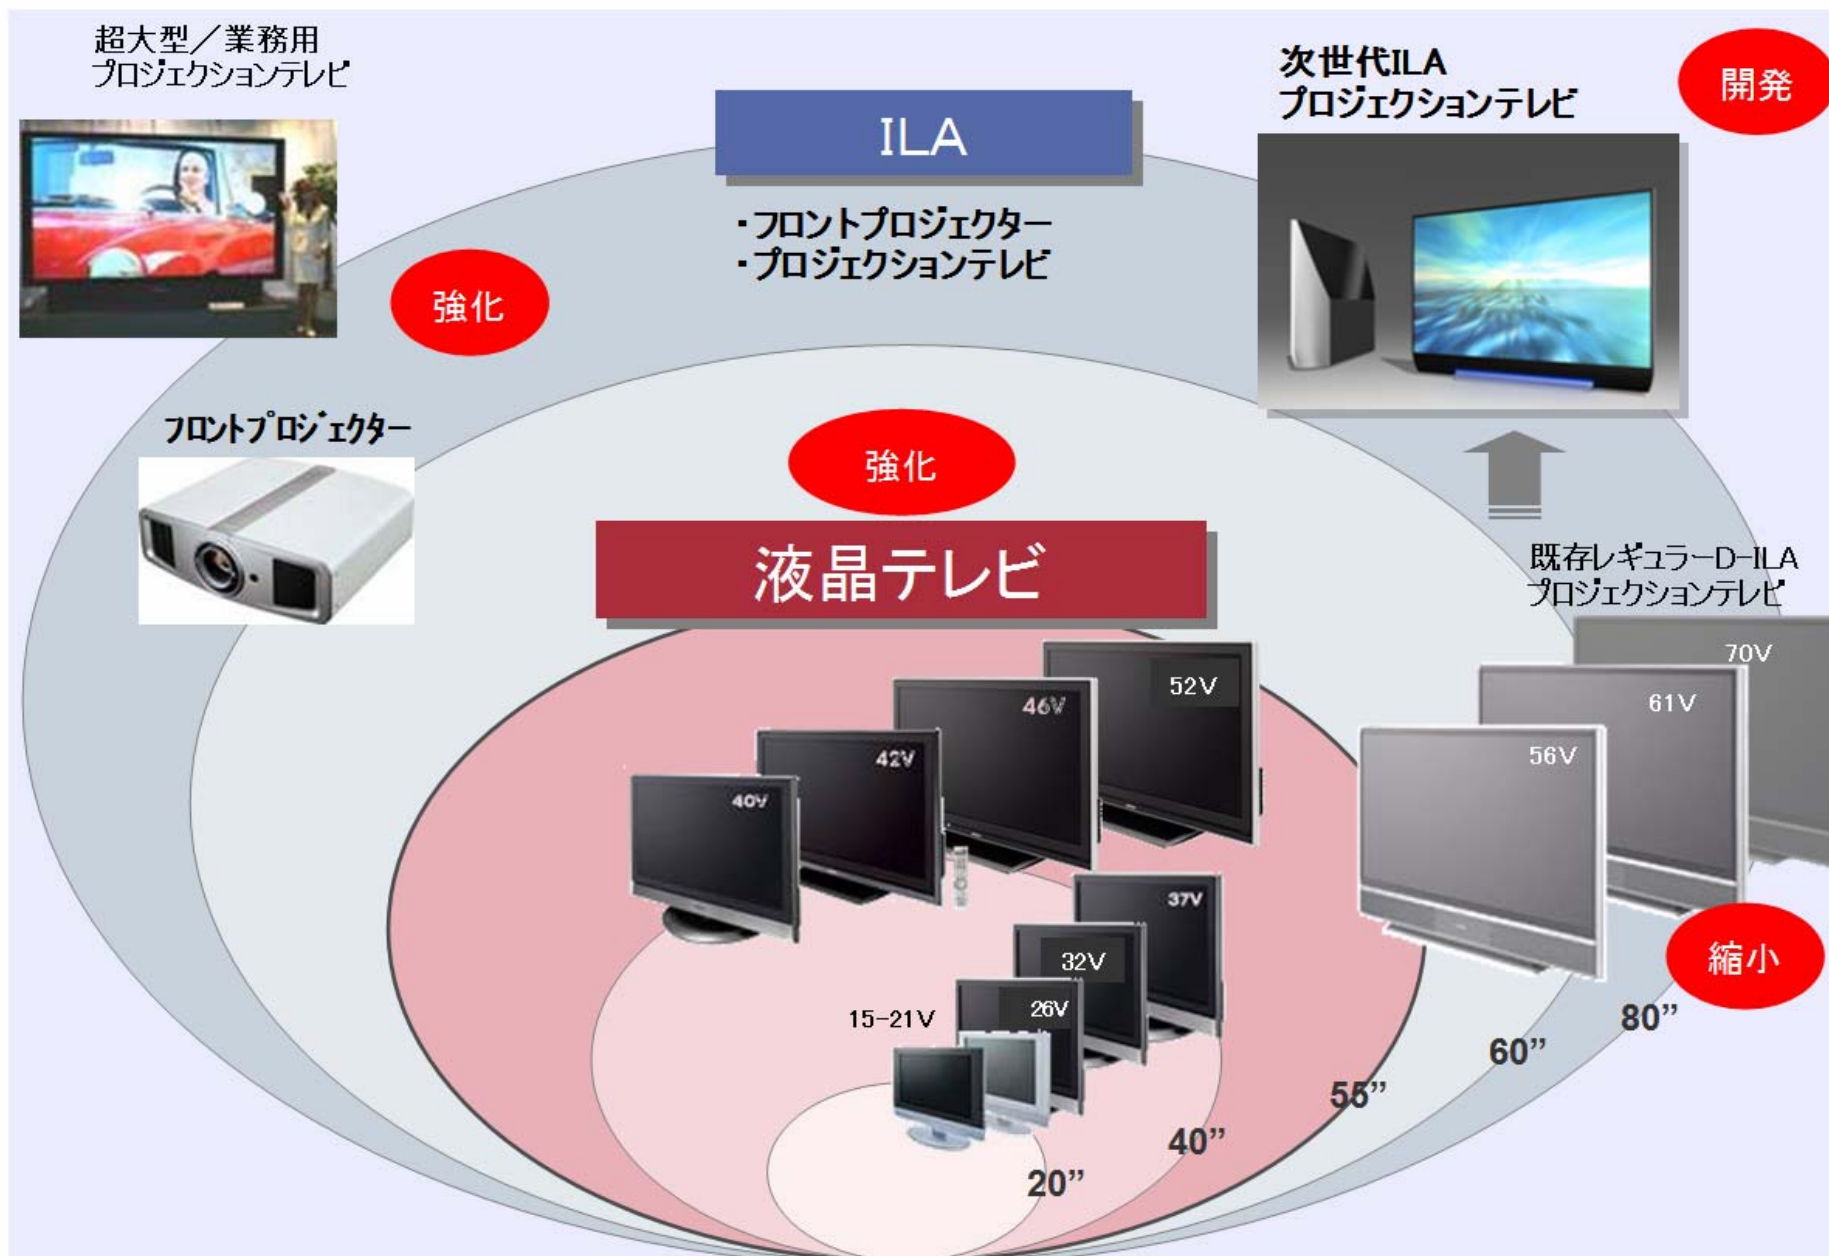 超大型／業務用
プロジェクションテレビ
ILA
・フロントプロジェクター
・プロジェクションテレビ
次世代ILA
プロジェクションテレビ
開発
強化
フロントプロジェクター
強化
液晶テレビ
既存レギュラーD-ILA
プロジェクションテレビ
70V
61V
56V
52V
46V
42V
40V
37V
32V
26V
15-21V
縮小
80”
60”
55”
40”
20”